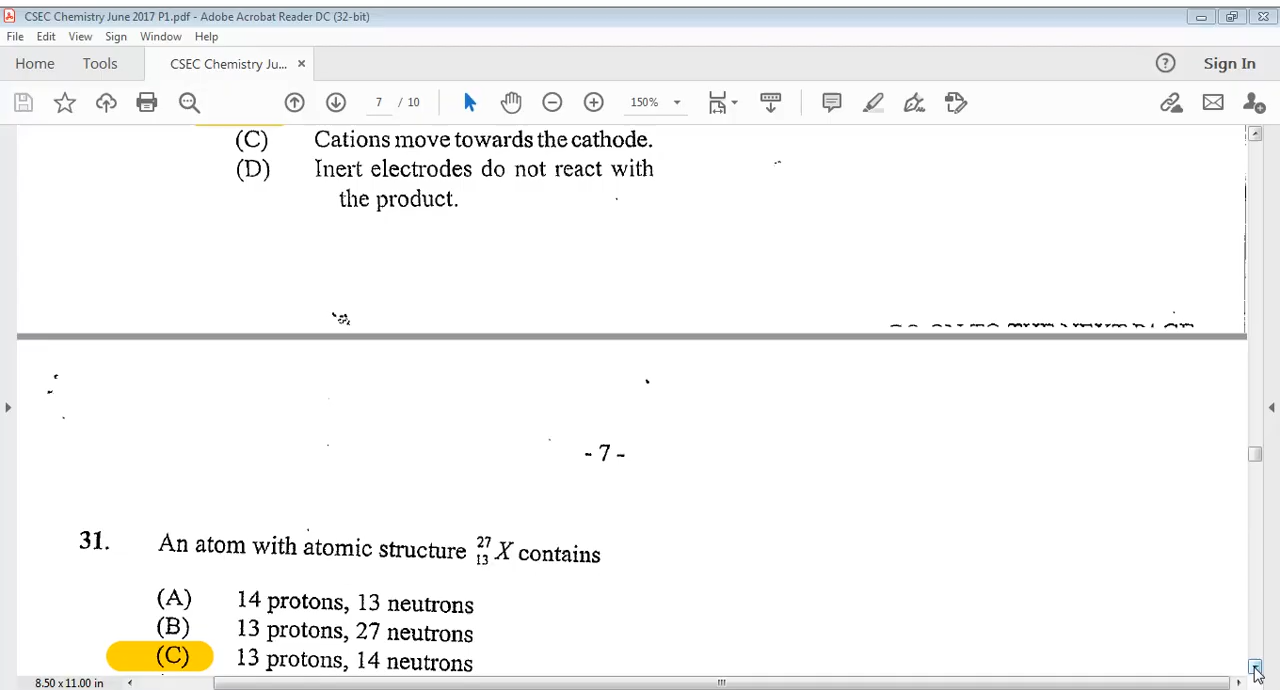 CSEC Chemistry June 2017 P1.pdf - Adobe Acrobat Reader DC (32-bit)
File Edit View Sign Window Help
Home Tools CSEC Chemistry Ju... × Sign In
7 / 10 150%
(C) Cations move towards the cathode.
(D) Inert electrodes do not react with
the product.
- 7 -
31. An atom with atomic structure ²⁷₁₃X contains
(A) 14 protons, 13 neutrons
(B) 13 protons, 27 neutrons
(C) 13 protons, 14 neutrons
8.50 x 11.00 in